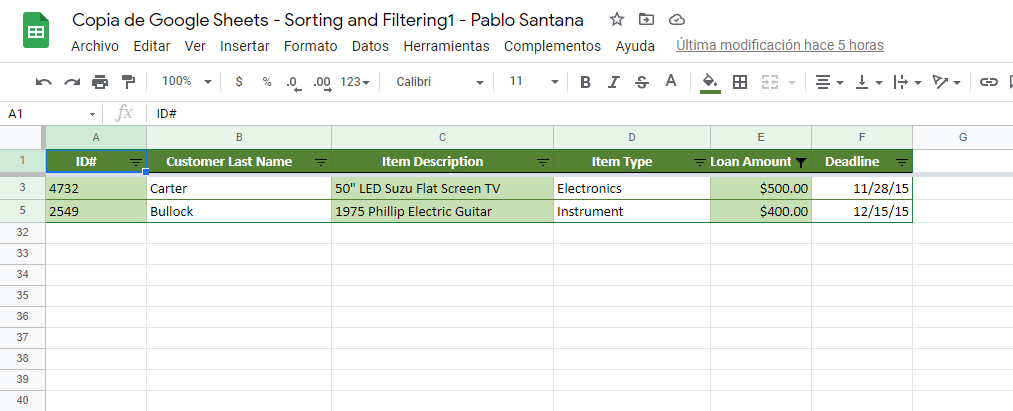 Copia de Google Sheets - Sorting and Filtering1 - Pablo Santana
Archivo Editar Ver Insertar Formato Datos Herramientas Complementos Ayuda Última modificación hace 5 horas
100% $ % .0 .00 123 Calibri 11 B I S A
A1 fx ID#
A B C D E F G
1 ID# Customer Last Name Item Description Item Type Loan Amount Deadline
3 4732 Carter 50" LED Suzu Flat Screen TV Electronics $500.00 11/28/15
5 2549 Bullock 1975 Phillip Electric Guitar Instrument $400.00 12/15/15
32
33
34
35
36
37
38
39
40